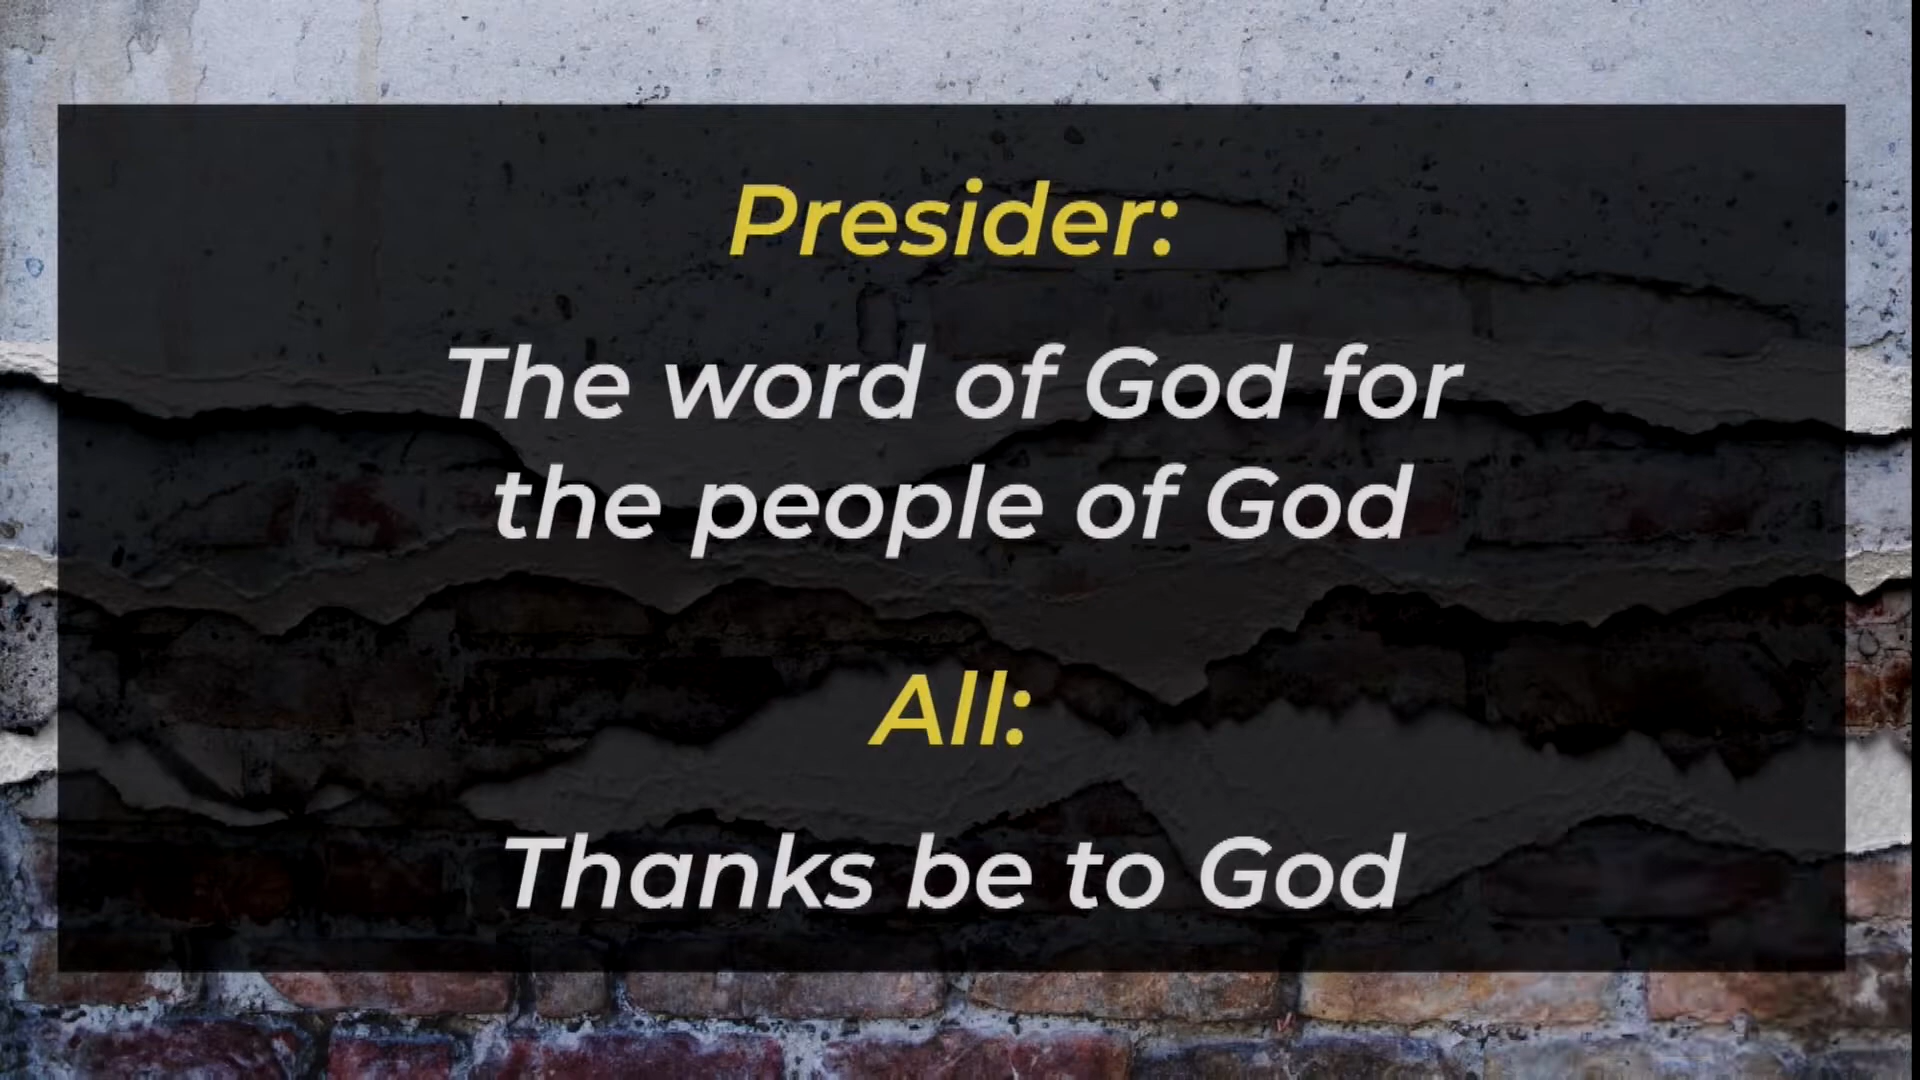 Presider:
The word of God for
the people of God
All:
Thanks be to God